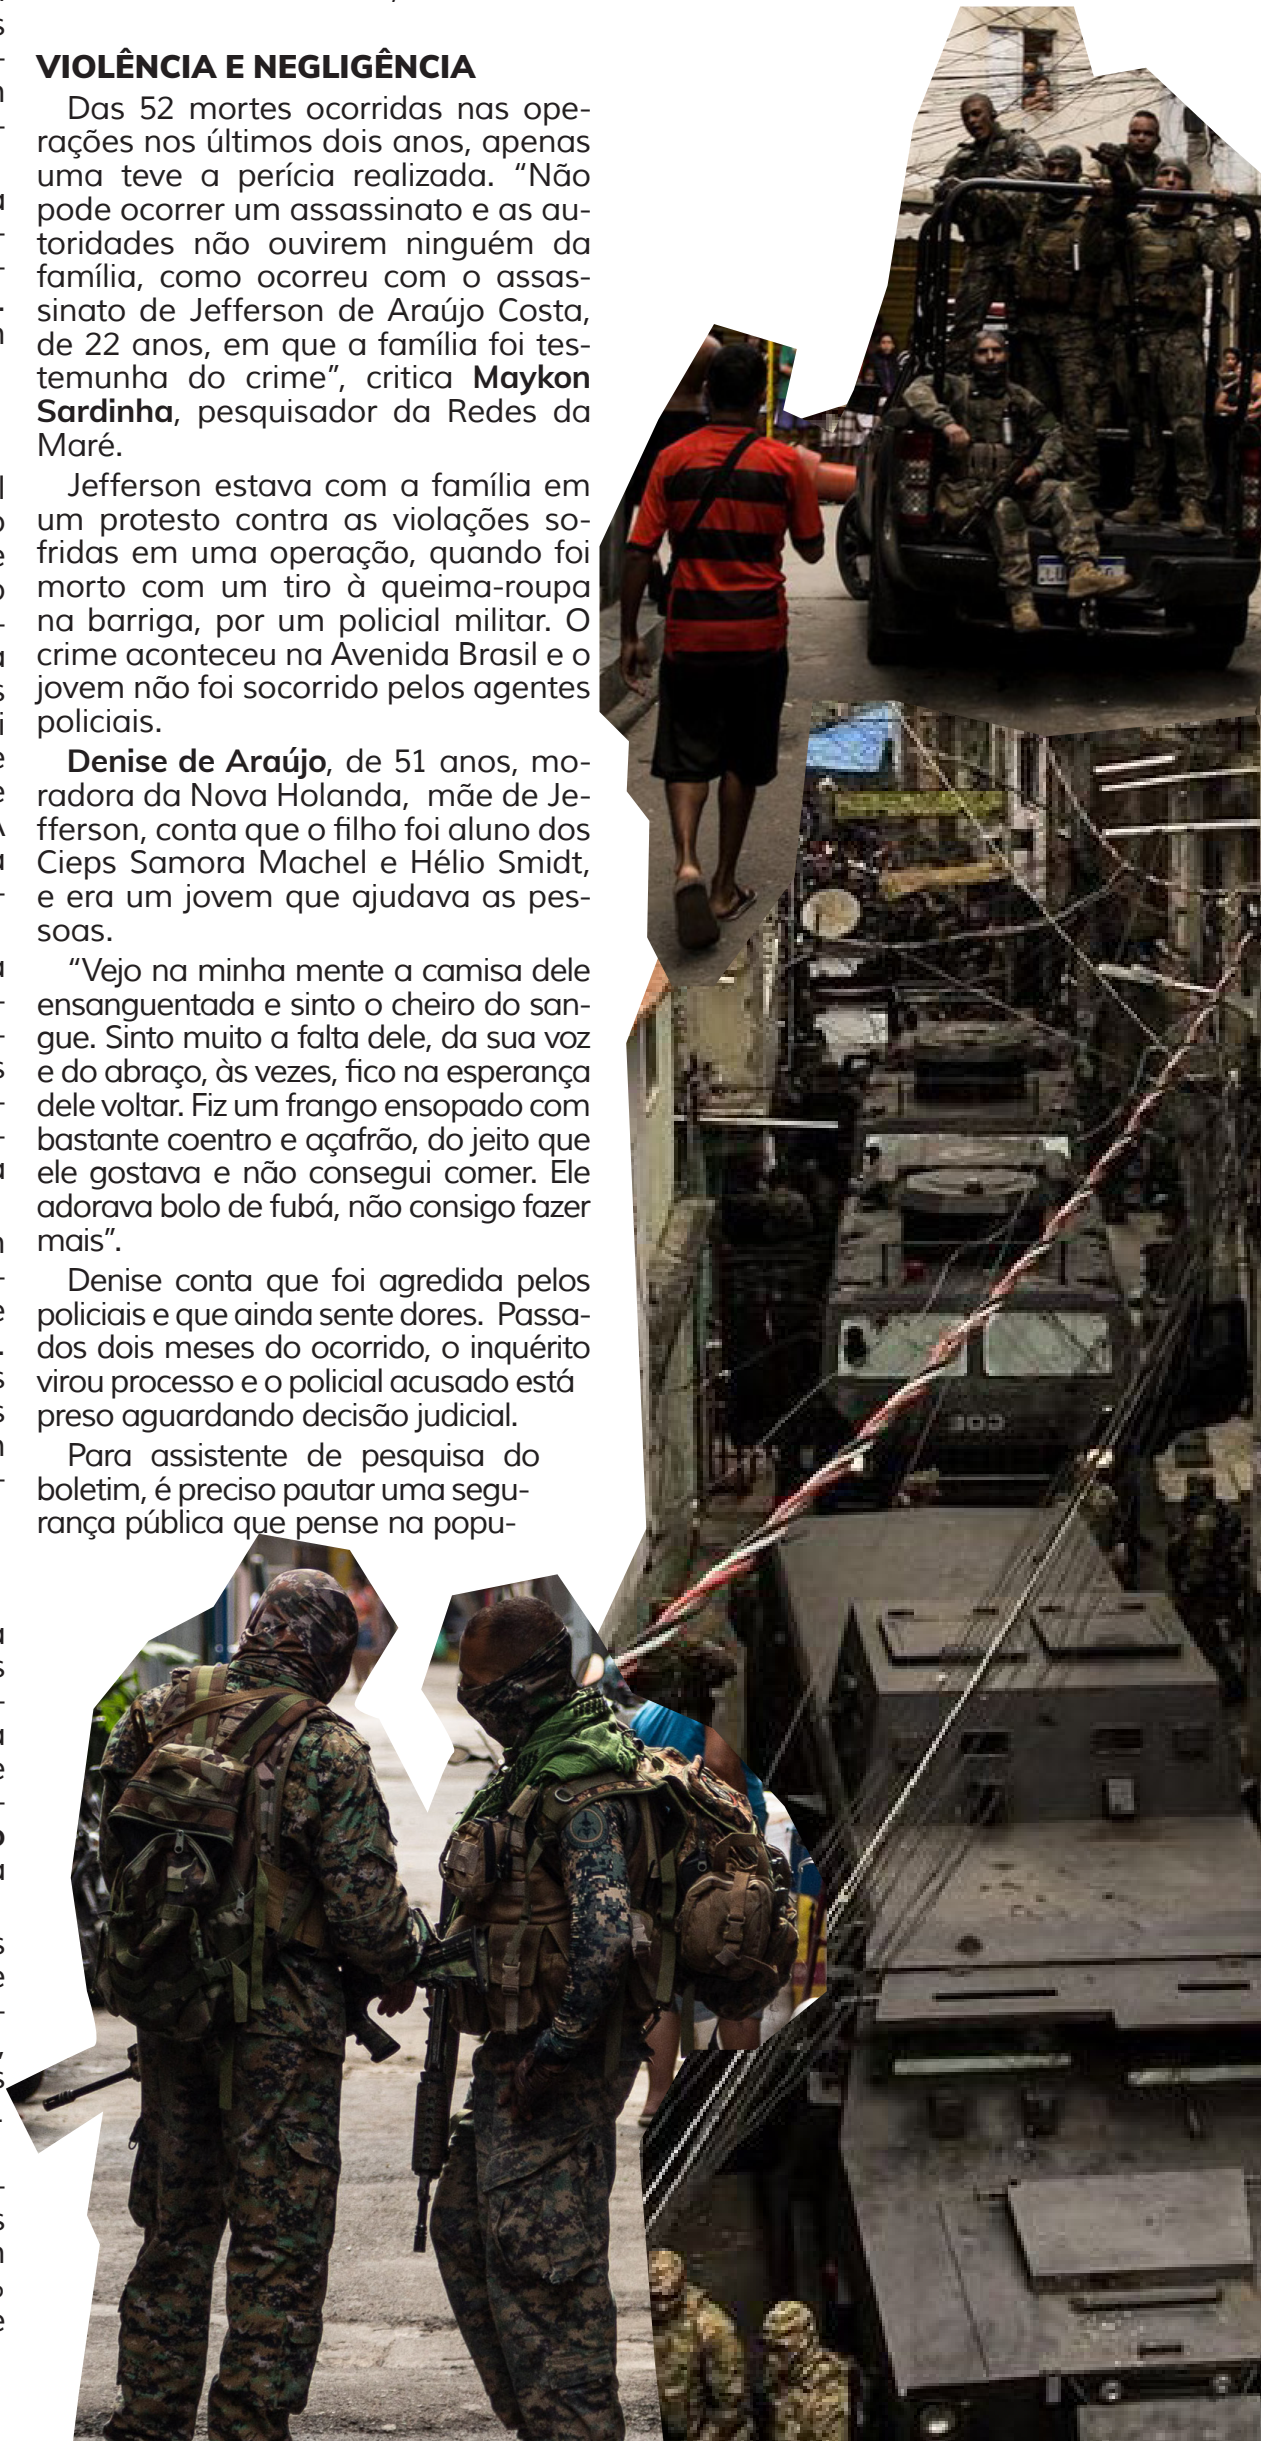 VIOLÊNCIA E NEGLIGÊNCIA
Das 52 mortes ocorridas nas ope-
rações nos últimos dois anos, apenas
uma teve a perícia realizada. “Não
pode ocorrer um assassinato e as au-
toridades não ouvirem ninguém da
família, como ocorreu com o assas-
sinato de Jefferson de Araújo Costa,
de 22 anos, em que a família foi tes-
temunha do crime”, critica Maykon
Sardinha, pesquisador da Redes da
Maré.
Jefferson estava com a família em
um protesto contra as violações so-
fridas em uma operação, quando foi
morto com um tiro à queima-roupa
na barriga, por um policial militar. O
crime aconteceu na Avenida Brasil e o
jovem não foi socorrido pelos agentes
policiais.
Denise de Araújo, de 51 anos, mo-
radora da Nova Holanda, mãe de Je-
fferson, conta que o filho foi aluno dos
Cieps Samora Machel e Hélio Smidt,
e era um jovem que ajudava as pes-
soas.
“Vejo na minha mente a camisa dele
ensanguentada e sinto o cheiro do san-
gue. Sinto muito a falta dele, da sua voz
e do abraço, às vezes, fico na esperança
dele voltar. Fiz um frango ensopado com
bastante coentro e açafrão, do jeito que
ele gostava e não consegui comer. Ele
adorava bolo de fubá, não consigo fazer
mais”.
Denise conta que foi agredida pelos
policiais e que ainda sente dores. Passa-
dos dois meses do ocorrido, o inquérito
virou processo e o policial acusado está
preso aguardando decisão judicial.
Para assistente de pesquisa do
boletim, é preciso pautar uma segu-
rança pública que pense na popu-